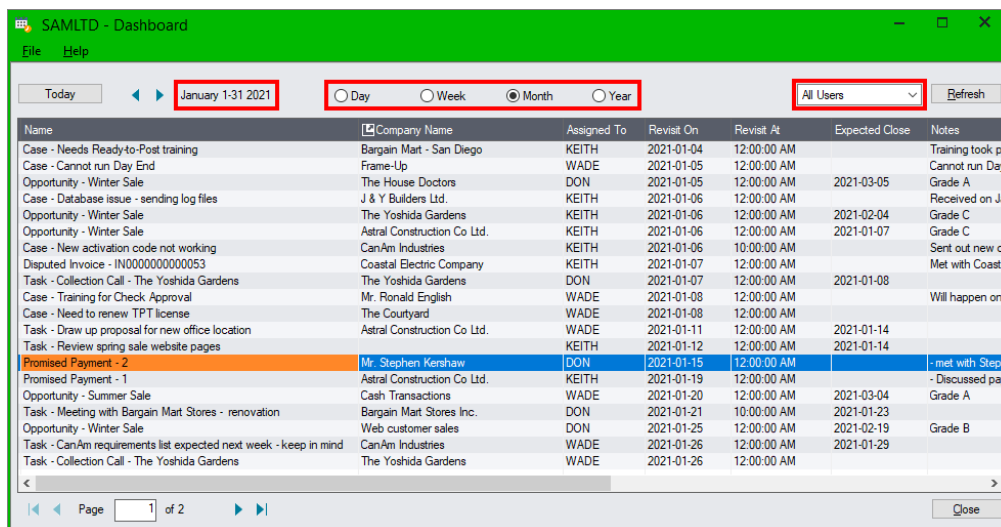 SAMLTD - Dashboard
File Help
Today January 1-31 2021 Day Week Month Year All Users Refresh
Name Company Name Assigned To Revisit On Revisit At Expected Close Notes
Case - Needs Ready-to-Post training Bargain Mart - San Diego KEITH 2021-01-04 12:00:00 AM Training took p
Case - Cannot run Day End Frame-Up WADE 2021-01-05 12:00:00 AM Cannot run Day
Opportunity - Winter Sale The House Doctors DON 2021-01-05 12:00:00 AM 2021-03-05 Grade A
Case - Database issue - sending log files J & Y Builders Ltd. KEITH 2021-01-06 12:00:00 AM Received on J
Opportunity - Winter Sale The Yoshida Gardens KEITH 2021-01-06 12:00:00 AM 2021-02-04 Grade C
Opportunity - Winter Sale Astral Construction Co Ltd. KEITH 2021-01-06 12:00:00 AM 2021-01-07 Grade C
Case - New activation code not working CanAm Industries KEITH 2021-01-06 10:00:00 AM Sent out new c
Disputed Invoice - IN0000000000053 Coastal Electric Company KEITH 2021-01-07 12:00:00 AM Met with Coast
Task - Collection Call - The Yoshida Gardens The Yoshida Gardens DON 2021-01-07 12:00:00 AM 2021-01-08
Case - Training for Check Approval Mr. Ronald English WADE 2021-01-08 12:00:00 AM Will happen on
Case - Need to renew TPT license The Courtyard WADE 2021-01-08 12:00:00 AM
Task - Draw up proposal for new office location Astral Construction Co Ltd. WADE 2021-01-11 12:00:00 AM 2021-01-14
Task - Review spring sale website pages KEITH 2021-01-12 12:00:00 AM 2021-01-14
Promised Payment - 2 Mr. Stephen Kershaw DON 2021-01-15 12:00:00 AM - met with Step
Promised Payment - 1 Astral Construction Co Ltd. KEITH 2021-01-19 12:00:00 AM - Discussed pa
Opportunity - Summer Sale Cash Transactions WADE 2021-01-20 12:00:00 AM 2021-03-04 Grade A
Task - Meeting with Bargain Mart Stores - renovation Bargain Mart Stores Inc. DON 2021-01-21 10:00:00 AM 2021-01-23
Opportunity - Winter Sale Web customer sales DON 2021-01-25 12:00:00 AM 2021-02-19 Grade B
Task - CanAm requirements list expected next week - keep in mind CanAm Industries WADE 2021-01-26 12:00:00 AM 2021-01-29
Task - Collection Call - The Yoshida Gardens The Yoshida Gardens WADE 2021-01-26 12:00:00 AM
Page 1 of 2 Close